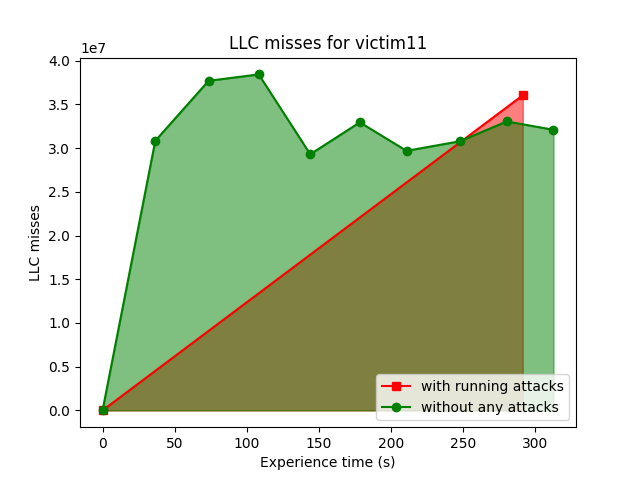 LLC misses for victim11
1e7
4.0
3.5
3.0
2.5
2.0
1.5
1.0
0.5
0.0
LLC misses
0 50 100 150 200 250 300
Experience time (s)
with running attacks
without any attacks